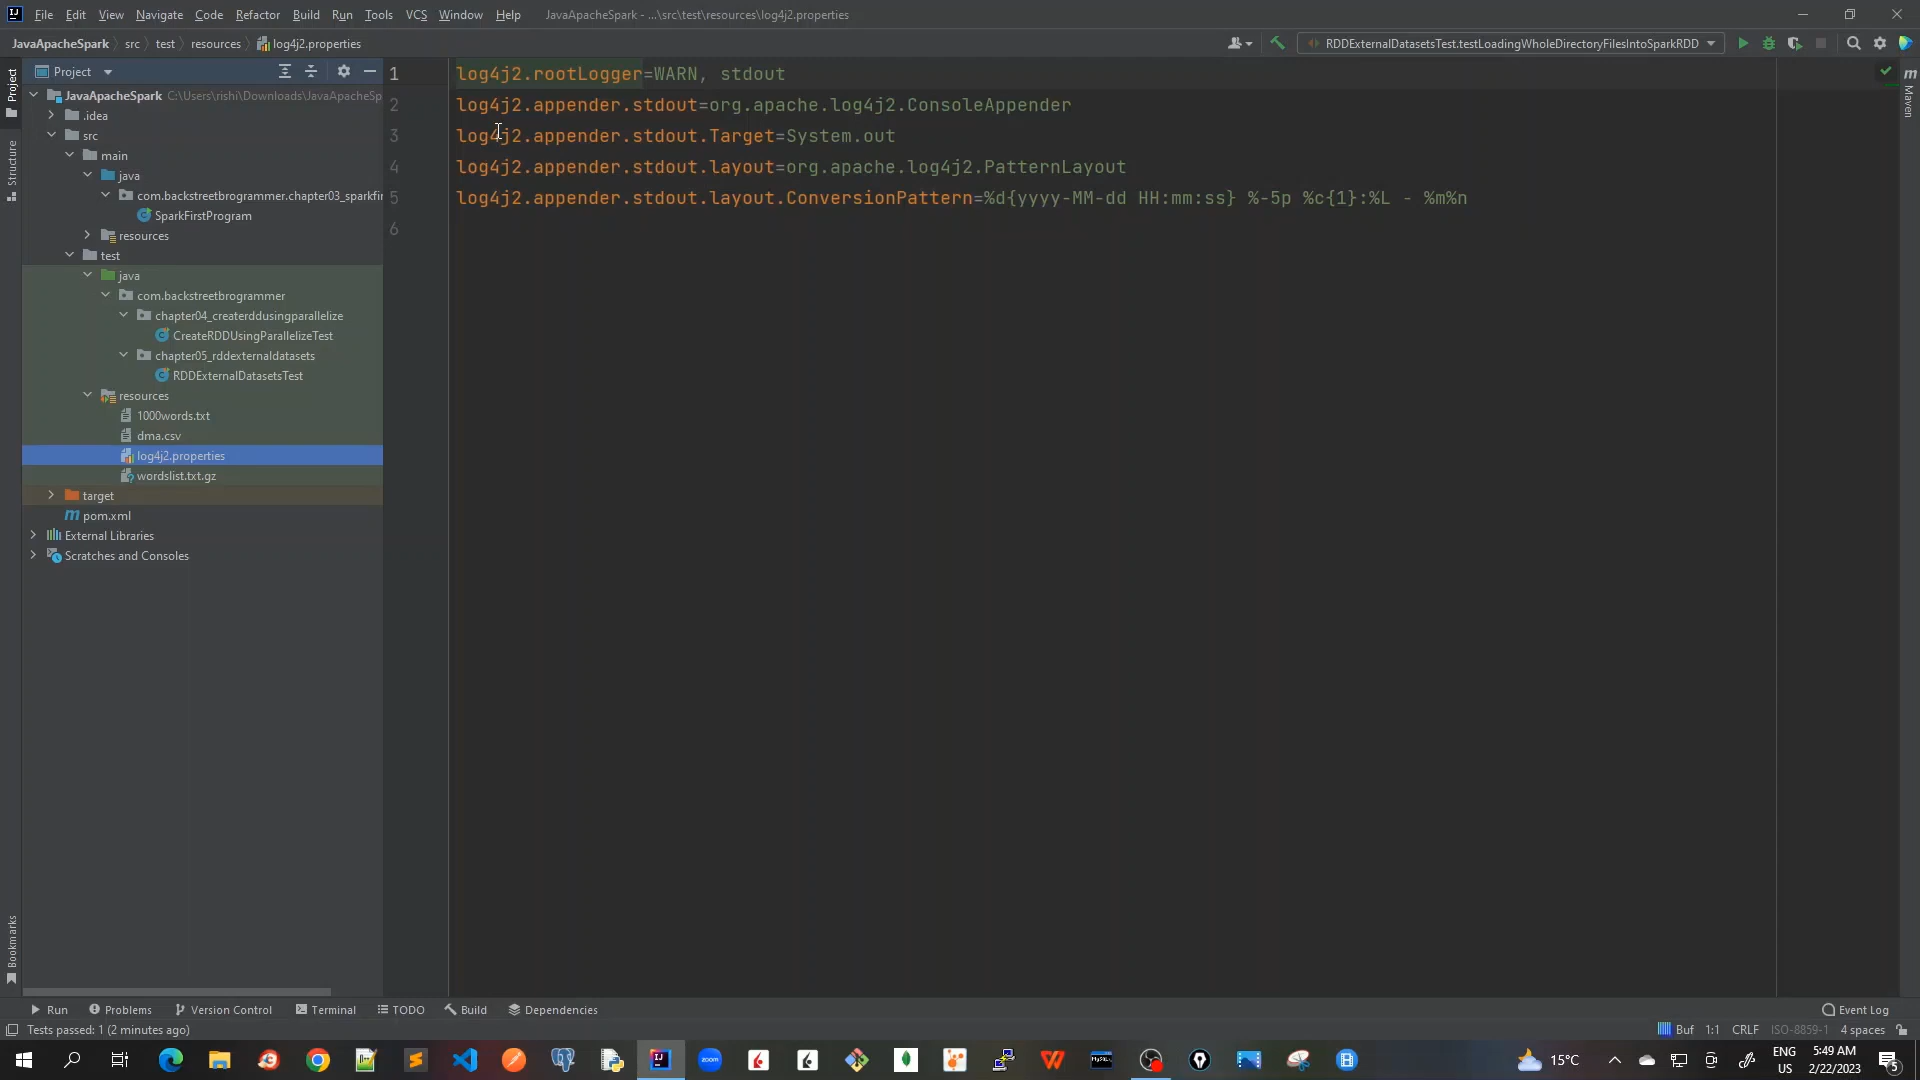 File Edit View Navigate Code Refactor Build Run Tools VCS Window Help JavaApacheSpark - ...\src\test\resources\log4j2.properties
JavaApacheSpark src test resources log4j2.properties RDDExternalDatasetsTest.testLoadingWholeDirectoryFilesIntoSparkRDD
Project
JavaApacheSpark C:\Users\rishi\Downloads\JavaApacheSp
.idea
src
main
java
com.backstreetbrogrammer.chapter03_sparkfir
SparkFirstProgram
resources
test
java
com.backstreetbrogrammer
chapter04_createrddusingparallelize
CreateRDDUsingParallelizeTest
chapter05_rddexternaldatasets
RDDExternalDatasetsTest
resources
1000words.txt
dma.csv
log4j2.properties
wordslist.txt.gz
target
pom.xml
External Libraries
Scratches and Consoles
Project
Structure
Bookmarks
1 log4j2.rootLogger=WARN, stdout
2 log4j2.appender.stdout=org.apache.log4j2.ConsoleAppender
3 log4j2.appender.stdout.Target=System.out
4 log4j2.appender.stdout.layout=org.apache.log4j2.PatternLayout
5 log4j2.appender.stdout.layout.ConversionPattern=%d{yyyy-MM-dd HH:mm:ss} %-5p %c{1}:%L - %m%n
6
Maven
Run Problems Version Control Terminal TODO Build Dependencies Event Log
Tests passed: 1 (2 minutes ago) Buf 1:1 CRLF ISO-8859-1 4 spaces
zoom 15°C ENG US 5:49 AM 2/22/2023 5